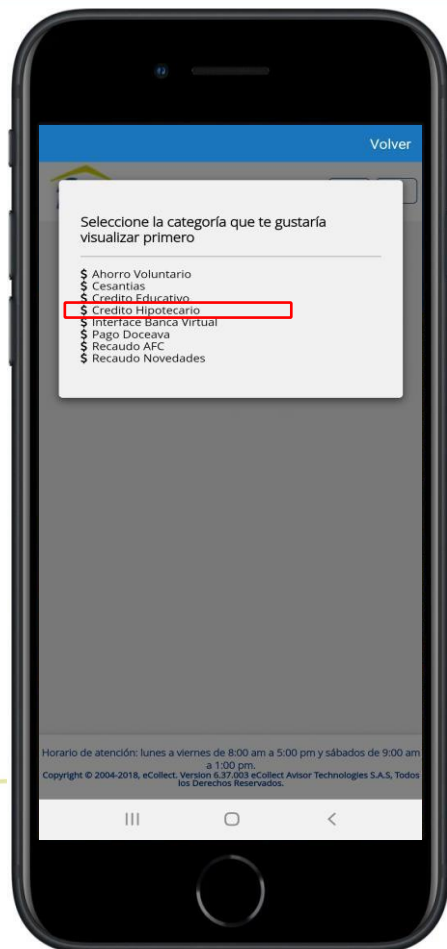 Volver
Seleccione la categoría que te gustaría
visualizar primero
$ Ahorro Voluntario
$ Cesantias
$ Credito Educativo
$ Credito Hipotecario
$ Interface Banca Virtual
$ Pago Doceava
$ Recaudo AFC
$ Recaudo Novedades
Horario de atención: lunes a viernes de 8:00 am a 5:00 pm y sábados de 9:00 am
a 1:00 pm.
Copyright © 2004-2018, eCollect. Version 6.37.003 eCollect Avisor Technologies S.A.S, Todos
los Derechos Reservados.